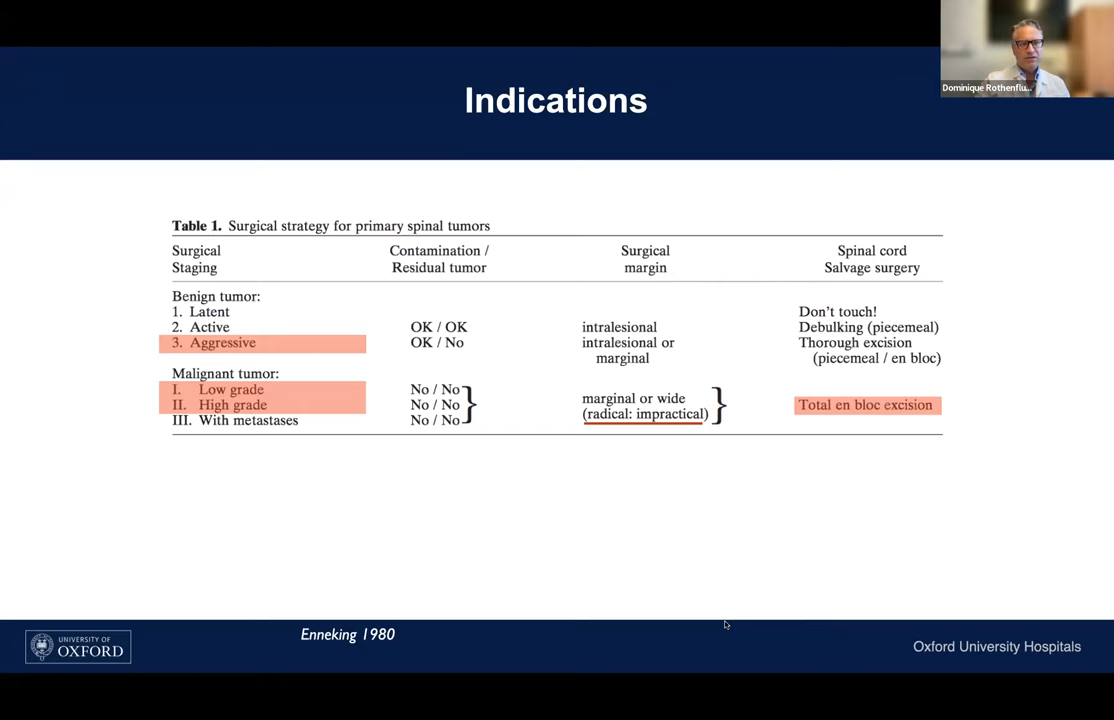 Dominique Rothenflu...
Indications
Table 1. Surgical strategy for primary spinal tumors
Surgical Staging
Contamination / Residual tumor
Surgical margin
Spinal cord Salvage surgery
Benign tumor:
1. Latent Don't touch!
2. Active OK / OK intralesional Debulking (piecemeal)
3. Aggressive OK / No intralesional or marginal Thorough excision (piecemeal / en bloc)
Malignant tumor:
I. Low grade No / No
II. High grade No / No
III. With metastases No / No
marginal or wide
(radical: impractical)
Total en bloc excision
Enneking 1980
UNIVERSITY OF
OXFORD
Oxford University Hospitals